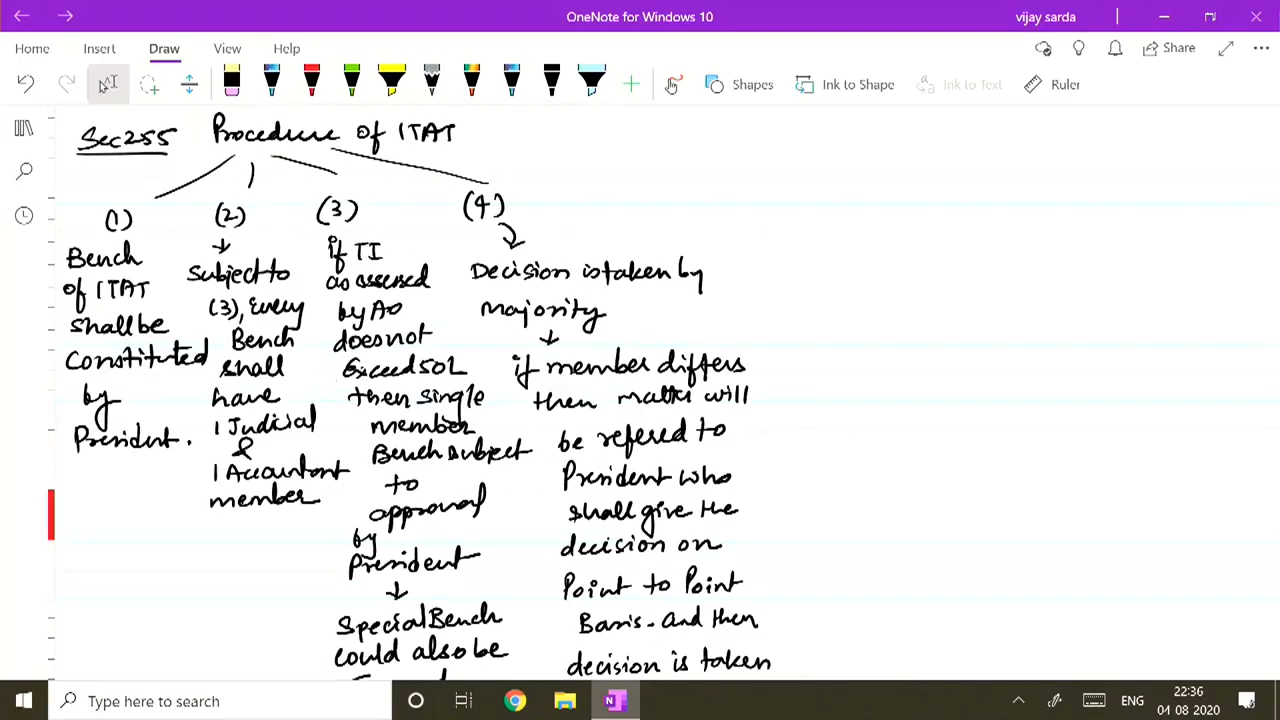 OneNote for Windows 10
vijay sarda
Home Insert Draw View Help
Share
Shapes
Ink to Shape
Ink to Text
Ruler
Sec 255 Procedure of ITAT
(1)
Bench
of ITAT
shall be
Constituted
by
President.
(2)
Subject to
(3), Every
Bench
shall
have
1 Judicial
&
1 Accountant
member
(3)
if TI
as assessed
by AO
does not
Exceed 50L
then single
member
Bench subject
to
approval
by
President
Special Bench
could also be
(4)
Decision is taken by
majority
if member differs
then matter will
be refered to
President who
shall give the
decision on
Point to Point
Basis. And then
decision is taken
Type here to search
ENG
22:36
04-08-2020